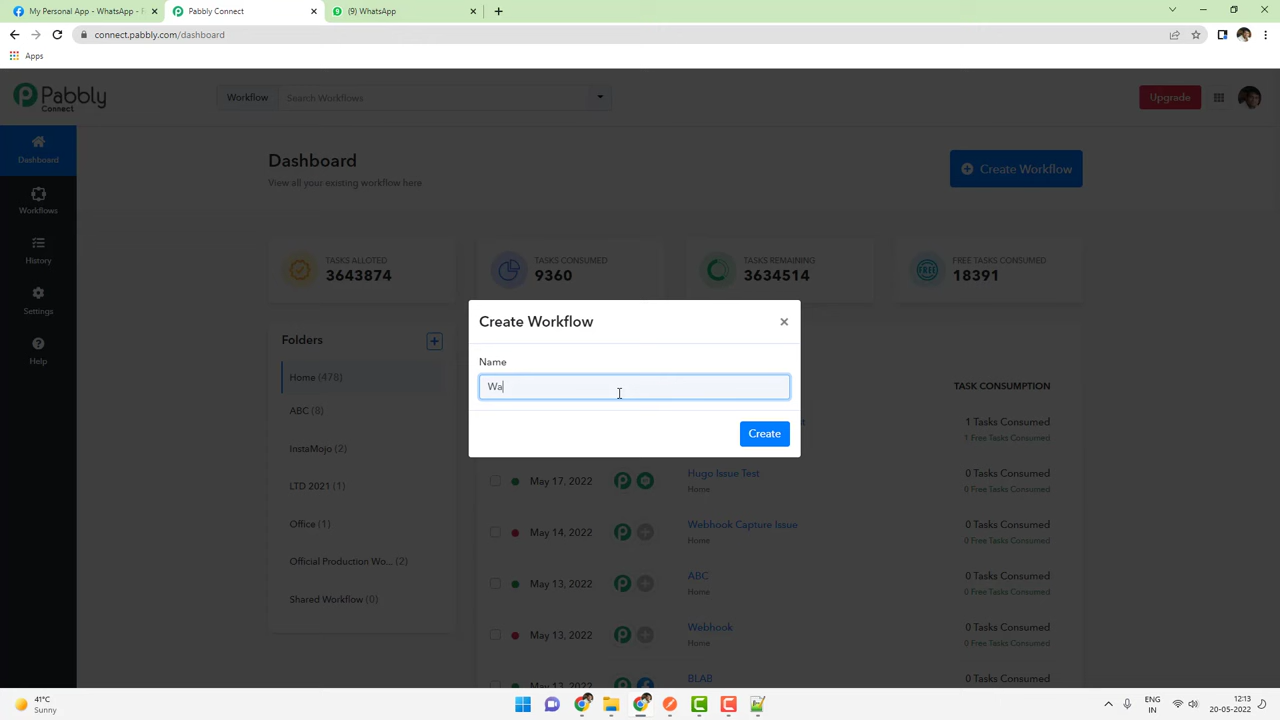 My Personal App - WhatsApp - F
Pabbly Connect
(9) WhatsApp
connect.pabbly.com/dashboard
Apps
Pabbly
Connect
Workflow
Search Workflows
Upgrade
Dashboard
Workflows
History
Settings
Help
Dashboard
View all your existing workflow here
Create Workflow
TASKS ALLOTED
3643874
TASKS CONSUMED
9360
TASKS REMAINING
3634514
FREE TASKS CONSUMED
18391
FREE
Folders
Home (478)
ABC (8)
InstaMojo (2)
LTD 2021 (1)
Office (1)
Official Production Wo... (2)
Shared Workflow (0)
Create Workflow
Name
Wa
Create
TASK CONSUMPTION
1 Tasks Consumed
1 Free Tasks Consumed
May 17, 2022
Hugo Issue Test
Home
0 Tasks Consumed
0 Free Tasks Consumed
May 14, 2022
Webhook Capture Issue
Home
0 Tasks Consumed
0 Free Tasks Consumed
May 13, 2022
ABC
Home
0 Tasks Consumed
0 Free Tasks Consumed
May 13, 2022
Webhook
Home
0 Tasks Consumed
0 Free Tasks Consumed
May 13, 2022
BLAB
0 Tasks Consumed
41°C
Sunny
ENG
IN
12:13
20-05-2022